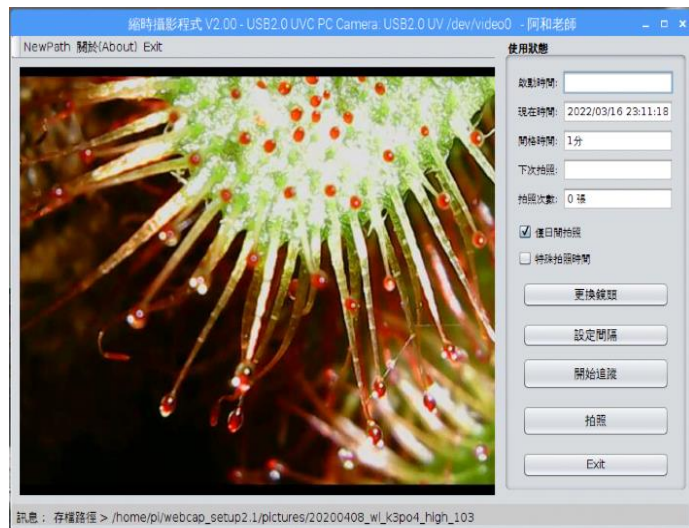 縮時攝影程式 V2.00 - USB2.0 UVC PC Camera: USB2.0 UV /dev/video0 - 阿和老師
NewPath 關於(About) Exit
使用狀態
啟動時間:
現在時間: 2022/03/16 23:11:18
間格時間: 1分
下次拍照:
拍照次數: 0 張
僅日間拍照
特殊拍照時間
更換鏡頭
設定間隔
開始追蹤
拍照
Exit
訊息： 存檔路徑 > /home/pi/webcap_setup2.1/pictures/20200408_wl_k3po4_high_103